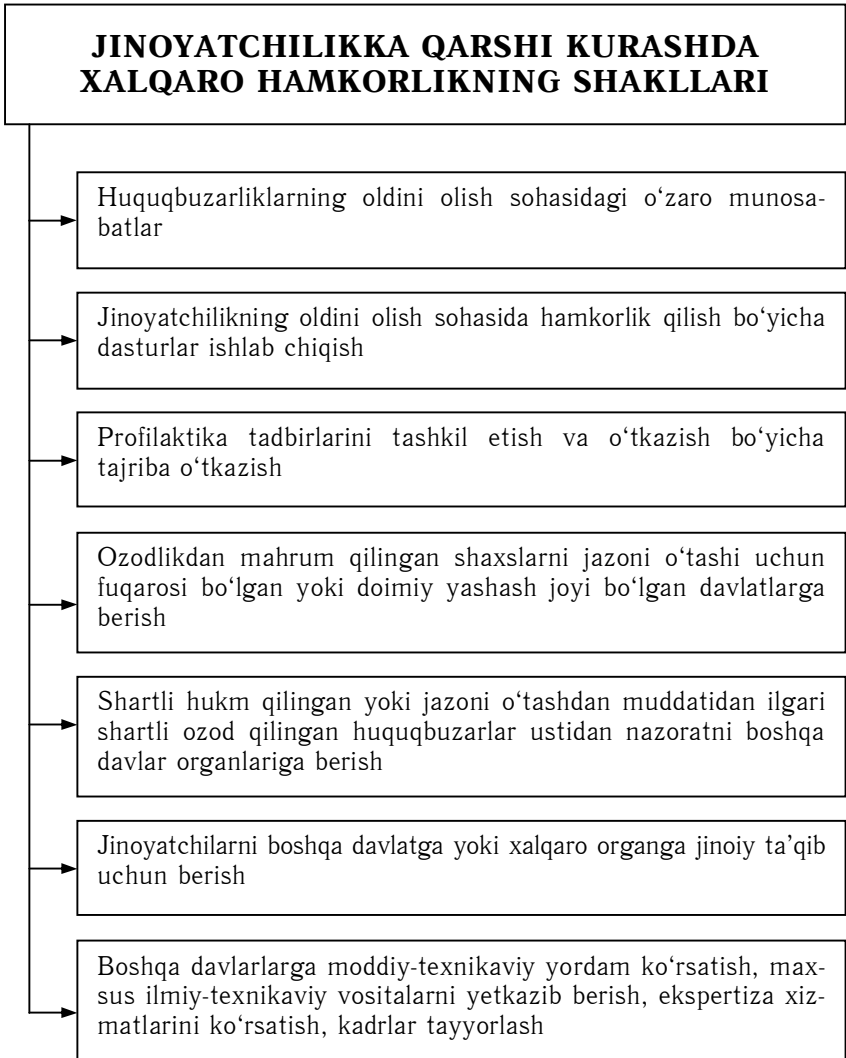 JINOYATCHILIKKA QARSHI KURASHDA
XALQARO HAMKORLIKNING SHAKLLARI
Huquqbuzarliklarning oldini olish sohasidagi o‘zaro munosa-
batlar
Jinoyatchilikning oldini olish sohasida hamkorlik qilish bo‘yicha
dasturlar ishlab chiqish
Profilaktika tadbirlarini tashkil etish va o‘tkazish bo‘yicha
tajriba o‘tkazish
Ozodlikdan mahrum qilingan shaxslarni jazoni o‘tashi uchun
fuqarosi bo‘lgan yoki doimiy yashash joyi bo‘lgan davlatlarga
berish
Shartli hukm qilingan yoki jazoni o‘tashdan muddatidan ilgari
shartli ozod qilingan huquqbuzarlar ustidan nazoratni boshqa
davlar organlariga berish
Jinoyatchilarni boshqa davlatga yoki xalqaro organga jinoiy ta’qib
uchun berish
Boshqa davlarlarga moddiy-texnikaviy yordam ko‘rsatish, max-
sus ilmiy-texnikaviy vositalarni yetkazib berish, ekspertiza xiz-
matlarini ko‘rsatish, kadrlar tayyorlash